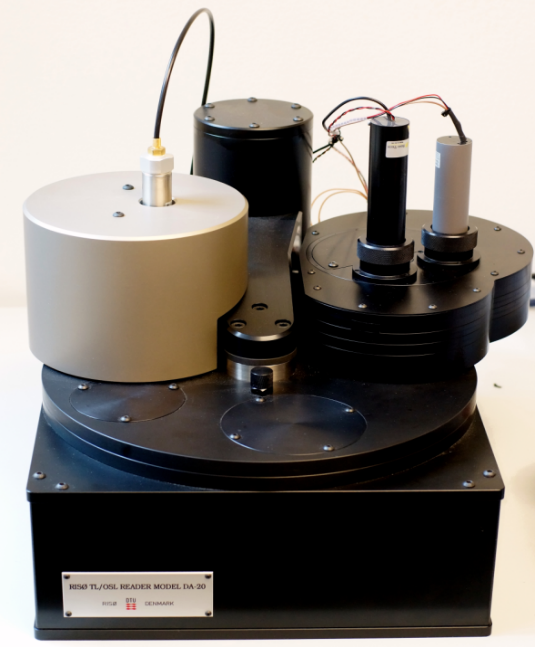 RISØ TL/OSL READER MODEL DA-20
RISØ DTU DENMARK